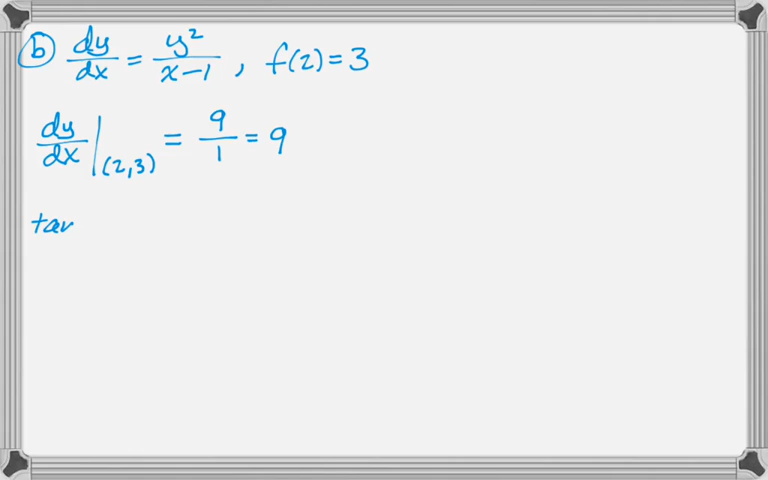 (b) dy/dx = y²/(x−1), f(2)=3
dy/dx |(2,3) = 9/1 = 9
tan